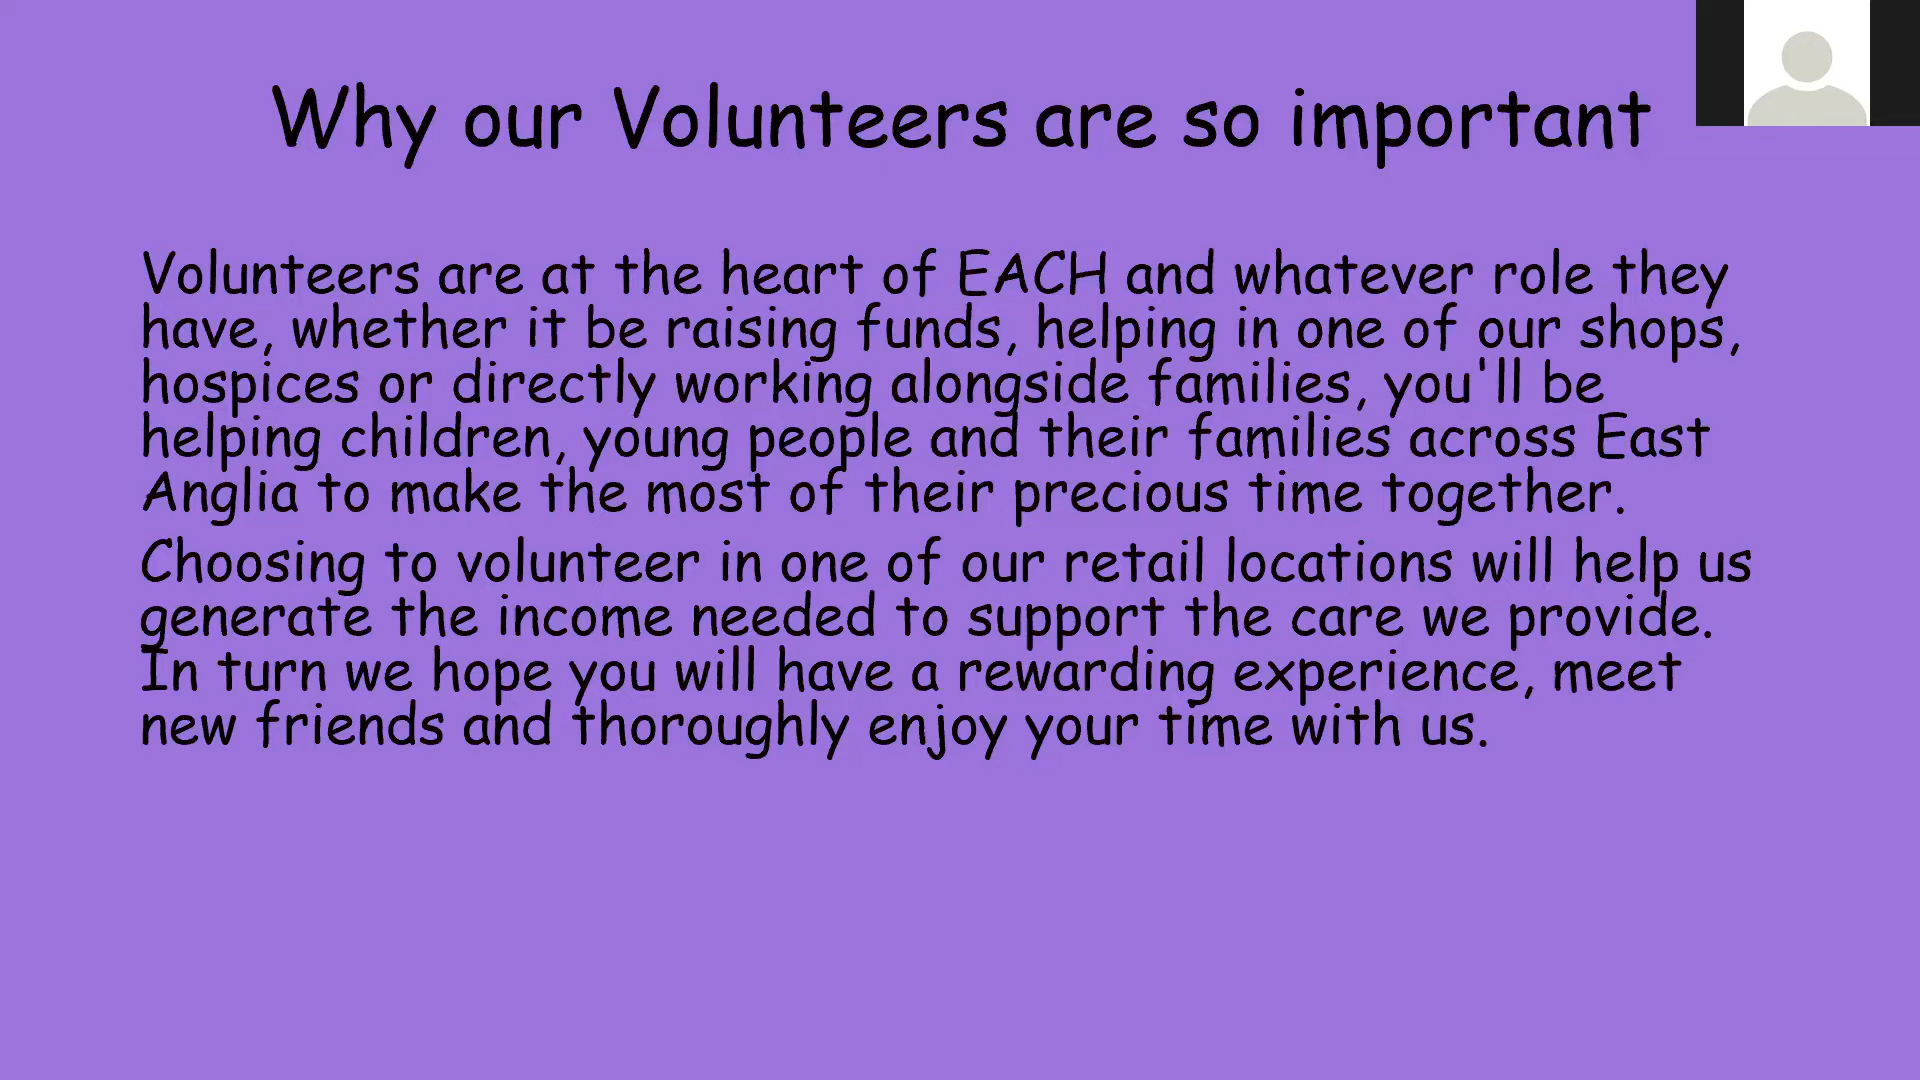 Why our Volunteers are so important
Volunteers are at the heart of EACH and whatever role they
have, whether it be raising funds, helping in one of our shops,
hospices or directly working alongside families, you'll be
helping children, young people and their families across East
Anglia to make the most of their precious time together.
Choosing to volunteer in one of our retail locations will help us
generate the income needed to support the care we provide.
In turn we hope you will have a rewarding experience, meet
new friends and thoroughly enjoy your time with us.